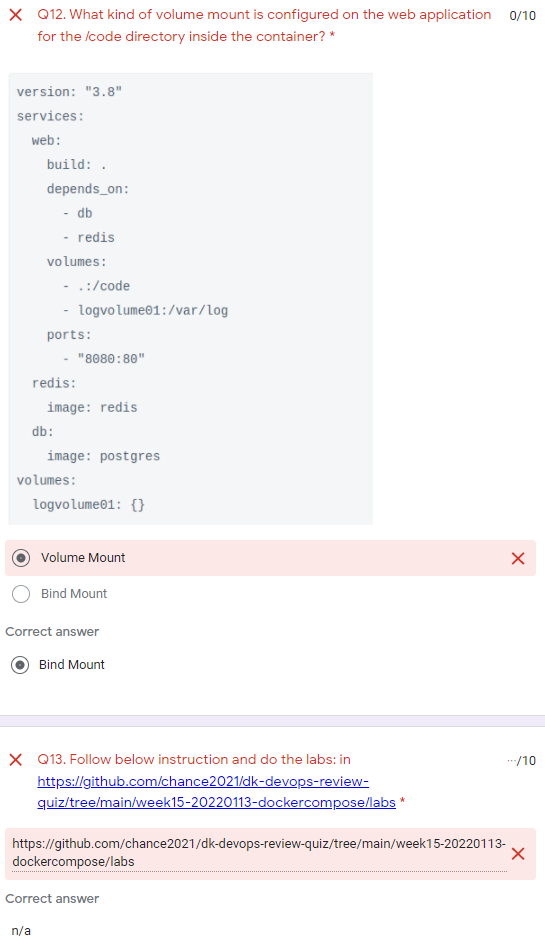 Q12. What kind of volume mount is configured on the web application 0/10
for the /code directory inside the container? *
version: "3.8"
services:
  web:
    build: .
    depends_on:
      - db
      - redis
    volumes:
      - .:/code
      - logvolume01:/var/log
    ports:
      - "8080:80"
  redis:
    image: redis
  db:
    image: postgres
volumes:
  logvolume01: {}
Volume Mount
Bind Mount
Correct answer
Bind Mount
Q13. Follow below instruction and do the labs: in ···/10
https://github.com/chance2021/dk-devops-review-
quiz/tree/main/week15-20220113-dockercompose/labs *
https://github.com/chance2021/dk-devops-review-quiz/tree/main/week15-20220113-
dockercompose/labs
Correct answer
n/a